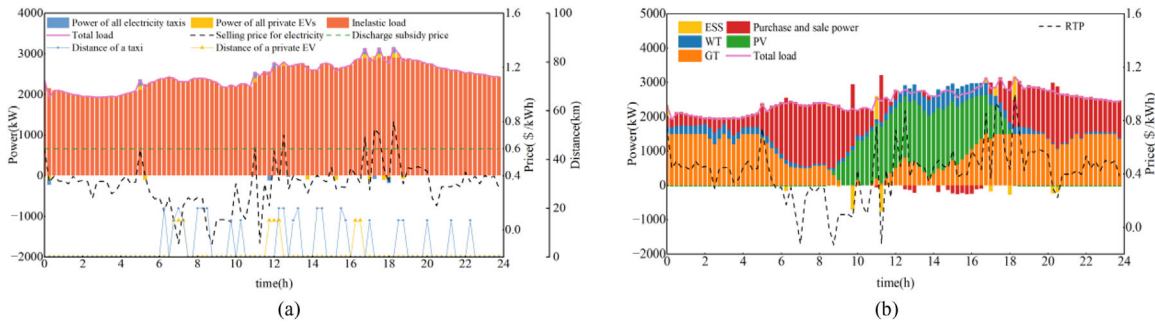 Power of all electricity taxis
Power of all private EVs
Inelastic load
Total load
Selling price for electricity
Discharge subsidy price
Distance of a taxi
Distance of a private EV
4000
3000
2000
1000
0
−1000
−2000
Power(kW)
1.6
1.2
0.8
0.6
0.4
0.0
Price( $ /kWh)
100
80
60
40
20
0
Distance(km)
0 2 4 6 8 10 12 14 16 18 20 22 24
time(h)
(a)
ESS
Purchase and sale power
RTP
WT
PV
GT
Total load
5000
4000
3000
2000
1000
0
−1000
−2000
Power(kW)
1.6
1.2
0.8
0.4
0.0
Price( $ /kWh)
0 2 4 6 8 10 12 14 16 18 20 22 24
time(h)
(b)